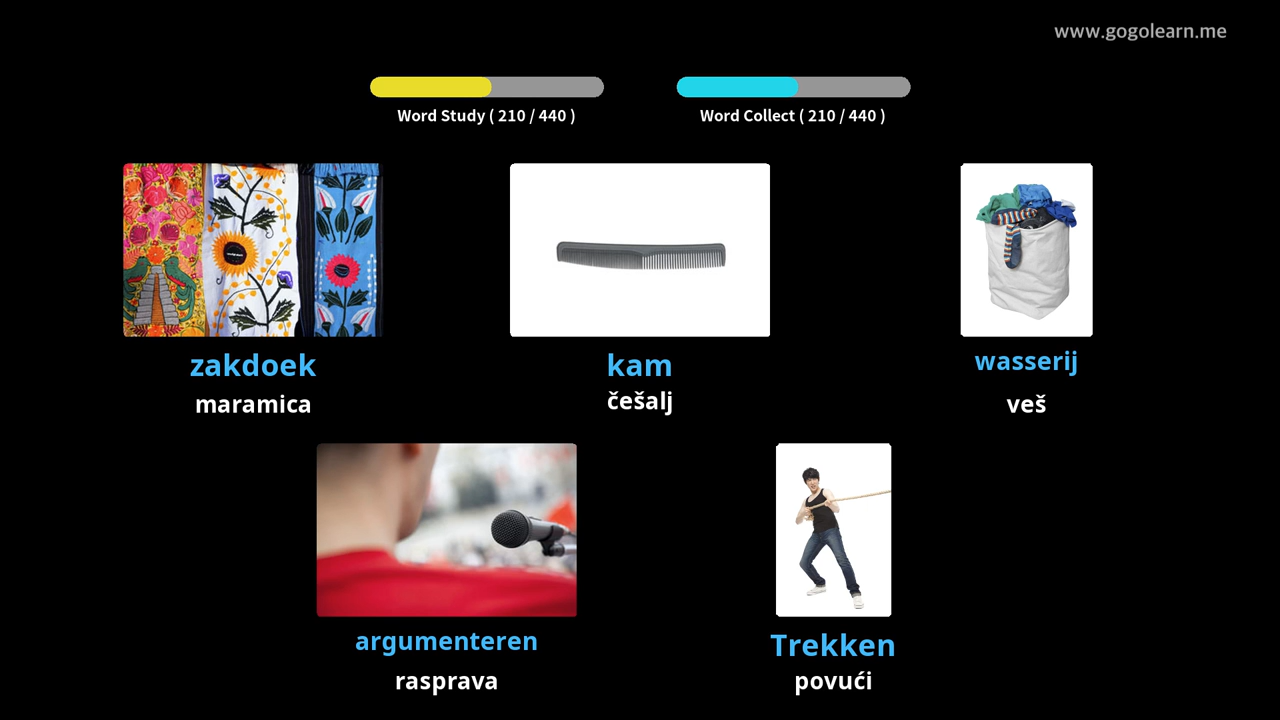 www.gogolearn.me
Word Study ( 210 / 440 )
Word Collect ( 210 / 440 )
zakdoek
maramica
kam
češalj
wasserij
veš
argumenteren
rasprava
Trekken
povući